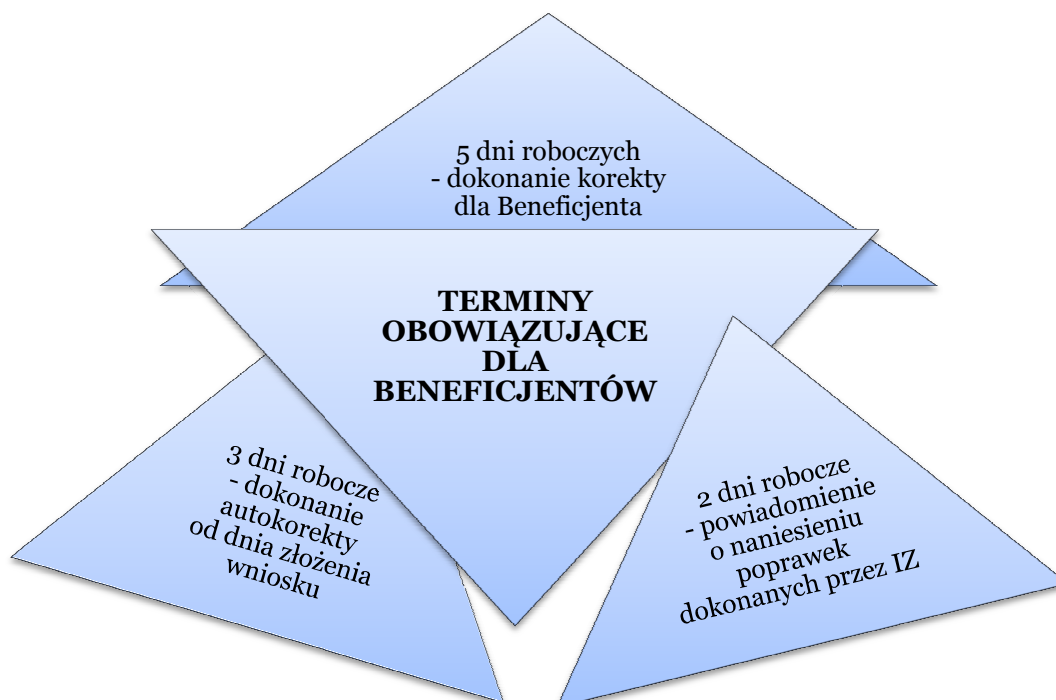 5 dni roboczych
- dokonanie korekty
dla Beneficjenta
TERMINY
OBOWIĄZUJĄCE
DLA
BENEFICJENTÓW
3 dni robocze
- dokonanie
autokorekty
od dnia złożenia
wniosku
2 dni robocze
- powiadomienie
o naniesieniu
poprawek
dokonanych przez IZ